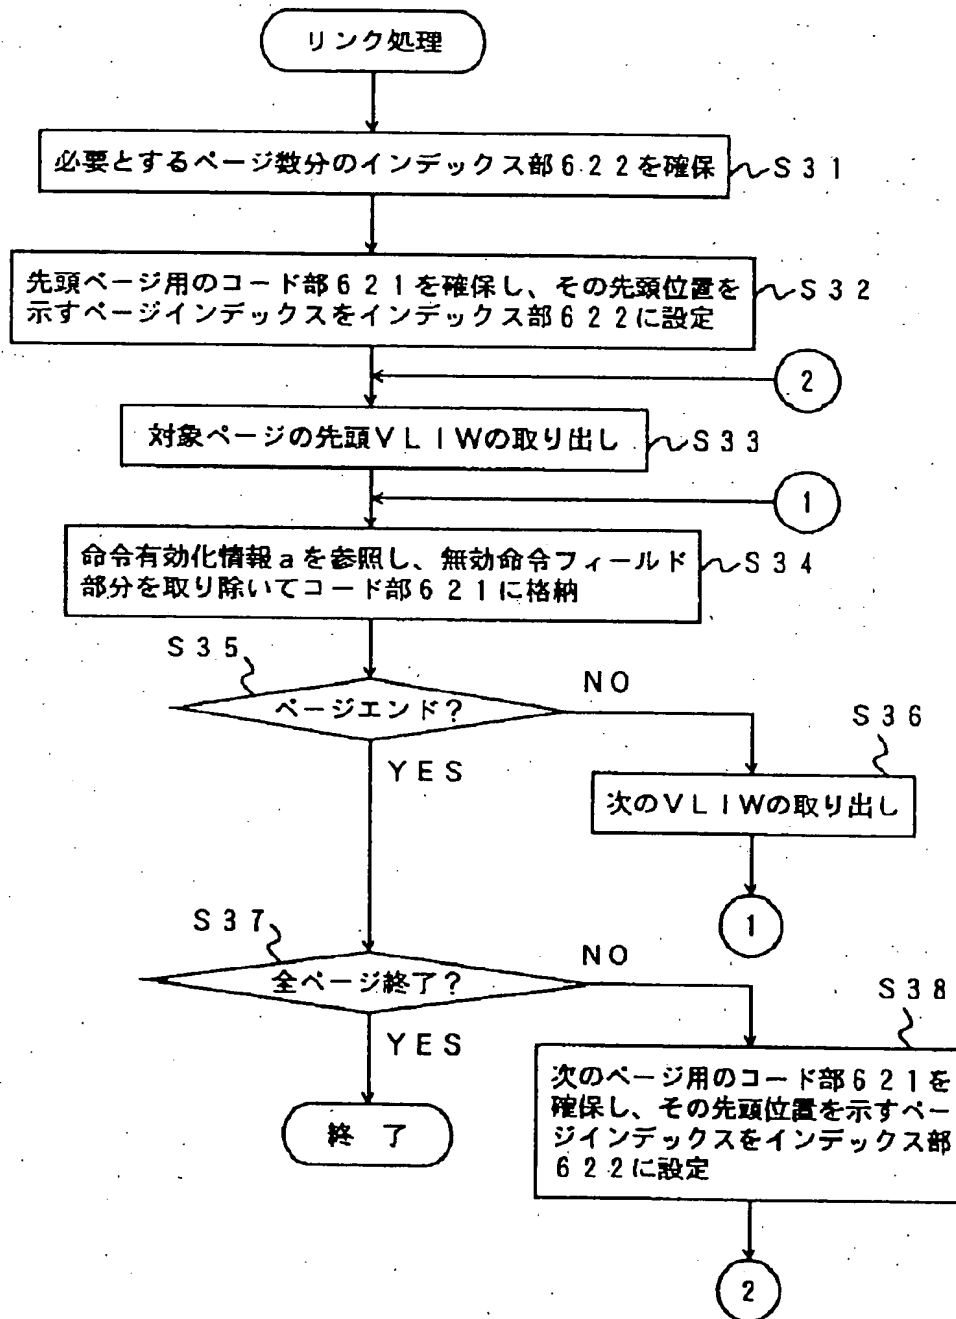 リンク処理
必要とするページ数分のインデックス部622を確保
S31
先頭ページ用のコード部621を確保し、その先頭位置を
示すページインデックスをインデックス部622に設定
S32
2
対象ページの先頭VLIWの取り出し
S33
1
命令有効化情報aを参照し、無効命令フィールド
部分を取り除いてコード部621に格納
S34
S35
ページエンド?
NO
YES
S36
次のVLIWの取り出し
1
S37
全ページ終了?
NO
YES
S38
次のページ用のコード部621を
確保し、その先頭位置を示すペー
ジインデックスをインデックス部
622に設定
終了
2